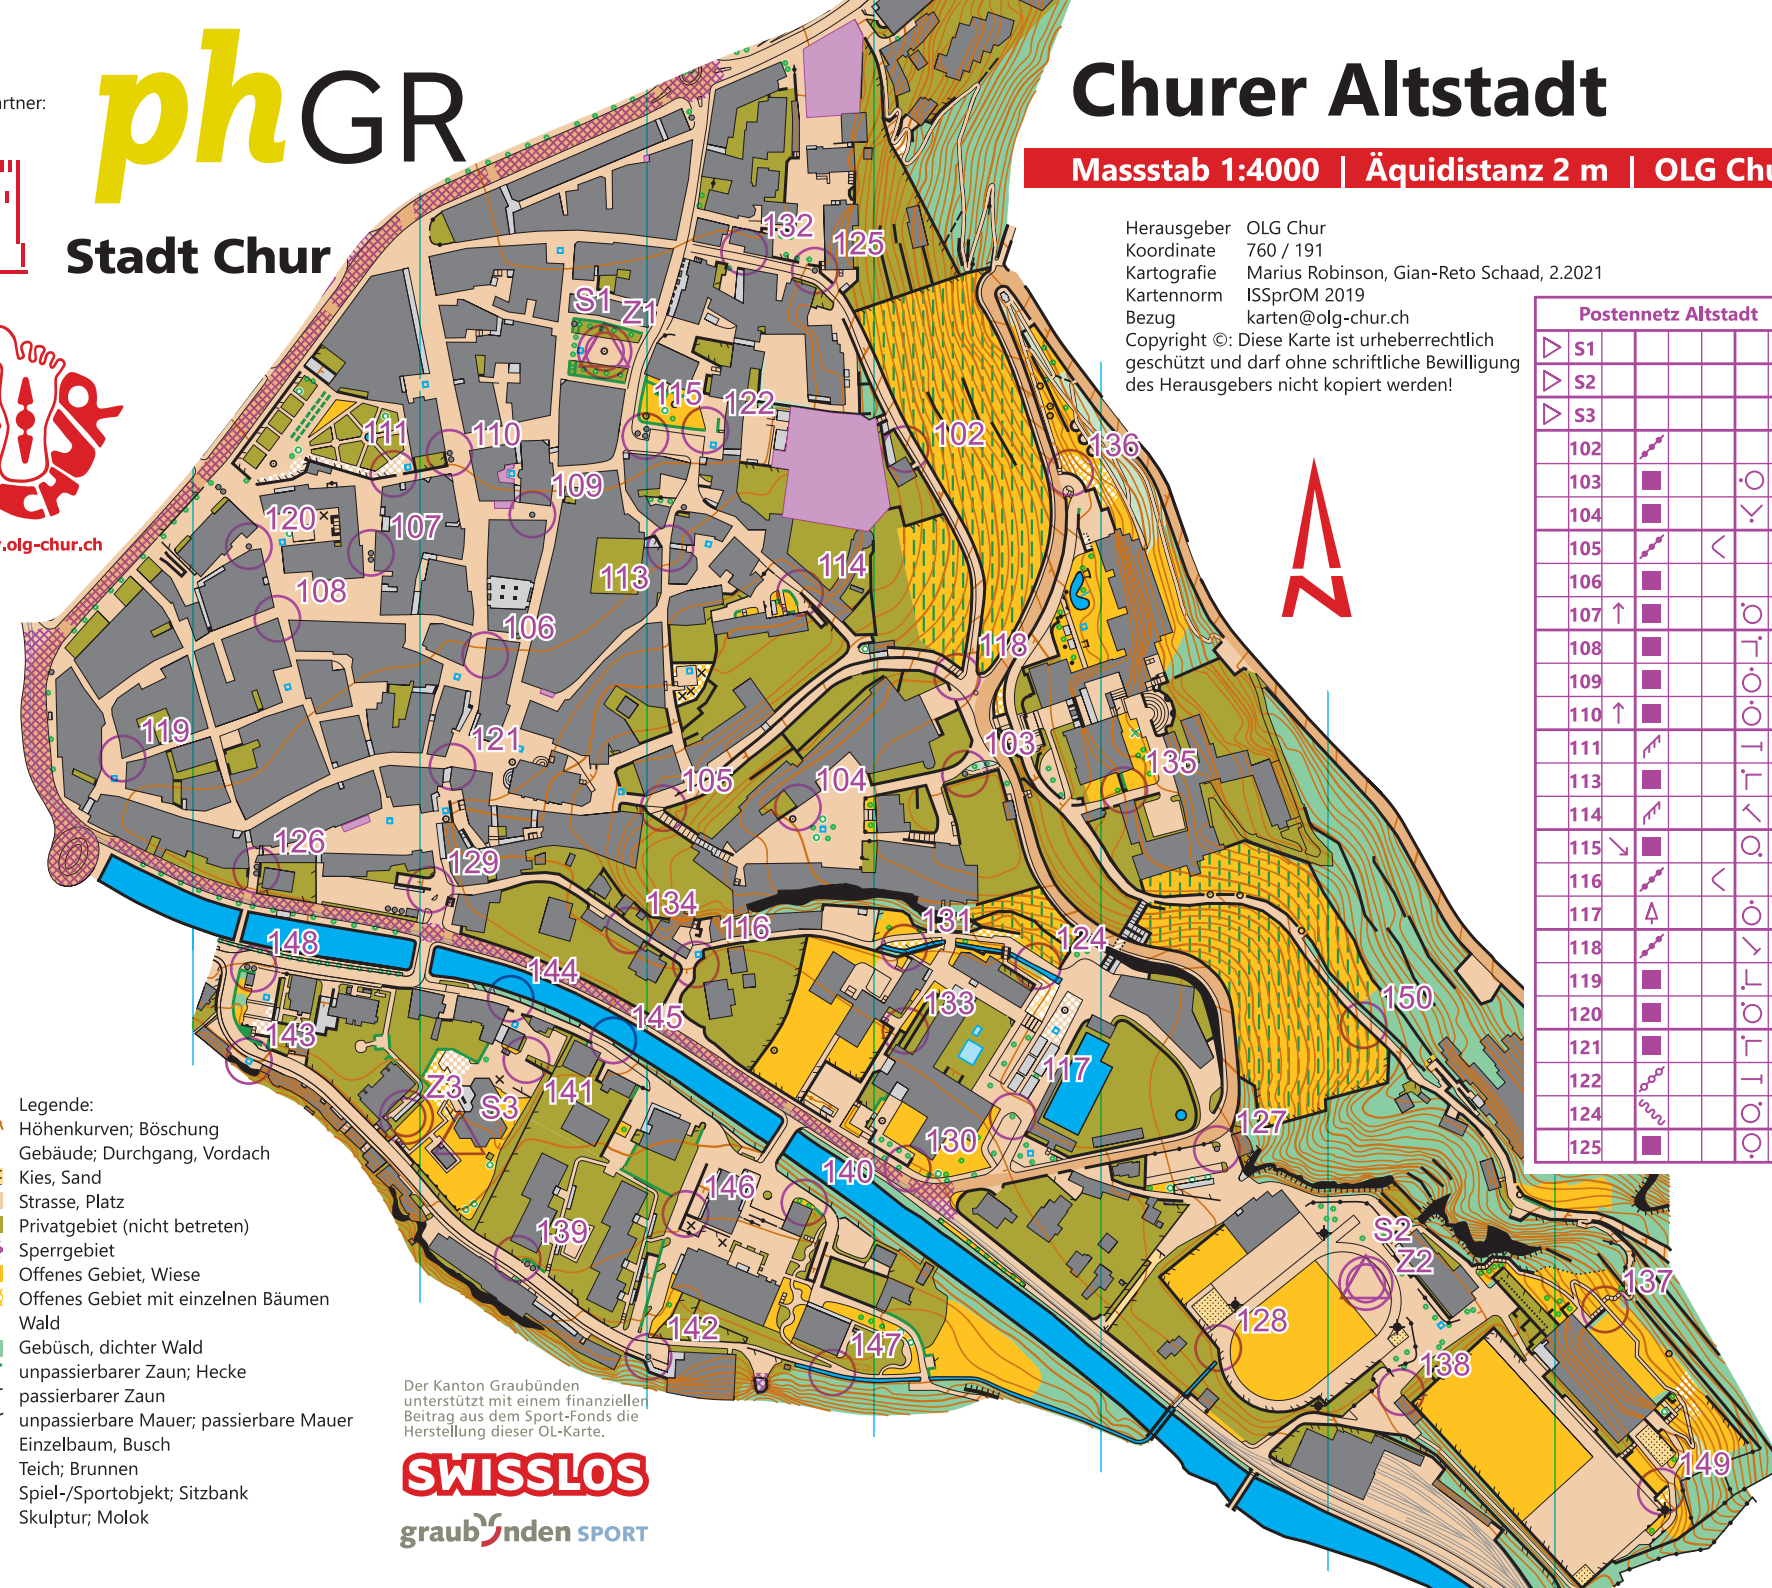 artner:
phGR
Stadt Chur
CHUR
w.olg-chur.ch
Churer Altstadt
Massstab 1:4000 | Äquidistanz 2 m | OLG Chu
Herausgeber OLG Chur
Koordinate 760 / 191
Kartografie Marius Robinson, Gian-Reto Schaad, 2.2021
Kartennorm ISSprOM 2019
Bezug karten@olg-chur.ch
Copyright ©: Diese Karte ist urheberrechtlich
geschützt und darf ohne schriftliche Bewilligung
des Herausgebers nicht kopiert werden!
Postennetz Altstadt
S1
S2
S3
102
103
104
105
106
107
108
109
110
111
113
114
115
116
117
118
119
120
121
122
124
125
132
125
S1
Z1
115
122
111
110
102
136
109
120
107
113
114
108
106
118
119
121
103
105
104
135
126
129
134
116
131
124
148
144
133
150
145
143
117
Z3
S3
141
130
127
140
146
139
S2
Z2
137
128
142
147
138
149
Legende:
Höhenkurven; Böschung
Gebäude; Durchgang, Vordach
Kies, Sand
Strasse, Platz
Privatgebiet (nicht betreten)
Sperrgebiet
Offenes Gebiet, Wiese
Offenes Gebiet mit einzelnen Bäumen
Wald
Gebüsch, dichter Wald
unpassierbarer Zaun; Hecke
passierbarer Zaun
unpassierbare Mauer; passierbare Mauer
Einzelbaum, Busch
Teich; Brunnen
Spiel-/Sportobjekt; Sitzbank
Skulptur; Molok
Der Kanton Graubünden
unterstützt mit einem finanziellen
Beitrag aus dem Sport-Fonds die
Herstellung dieser OL-Karte.
SWISSLOS
graubünden SPORT